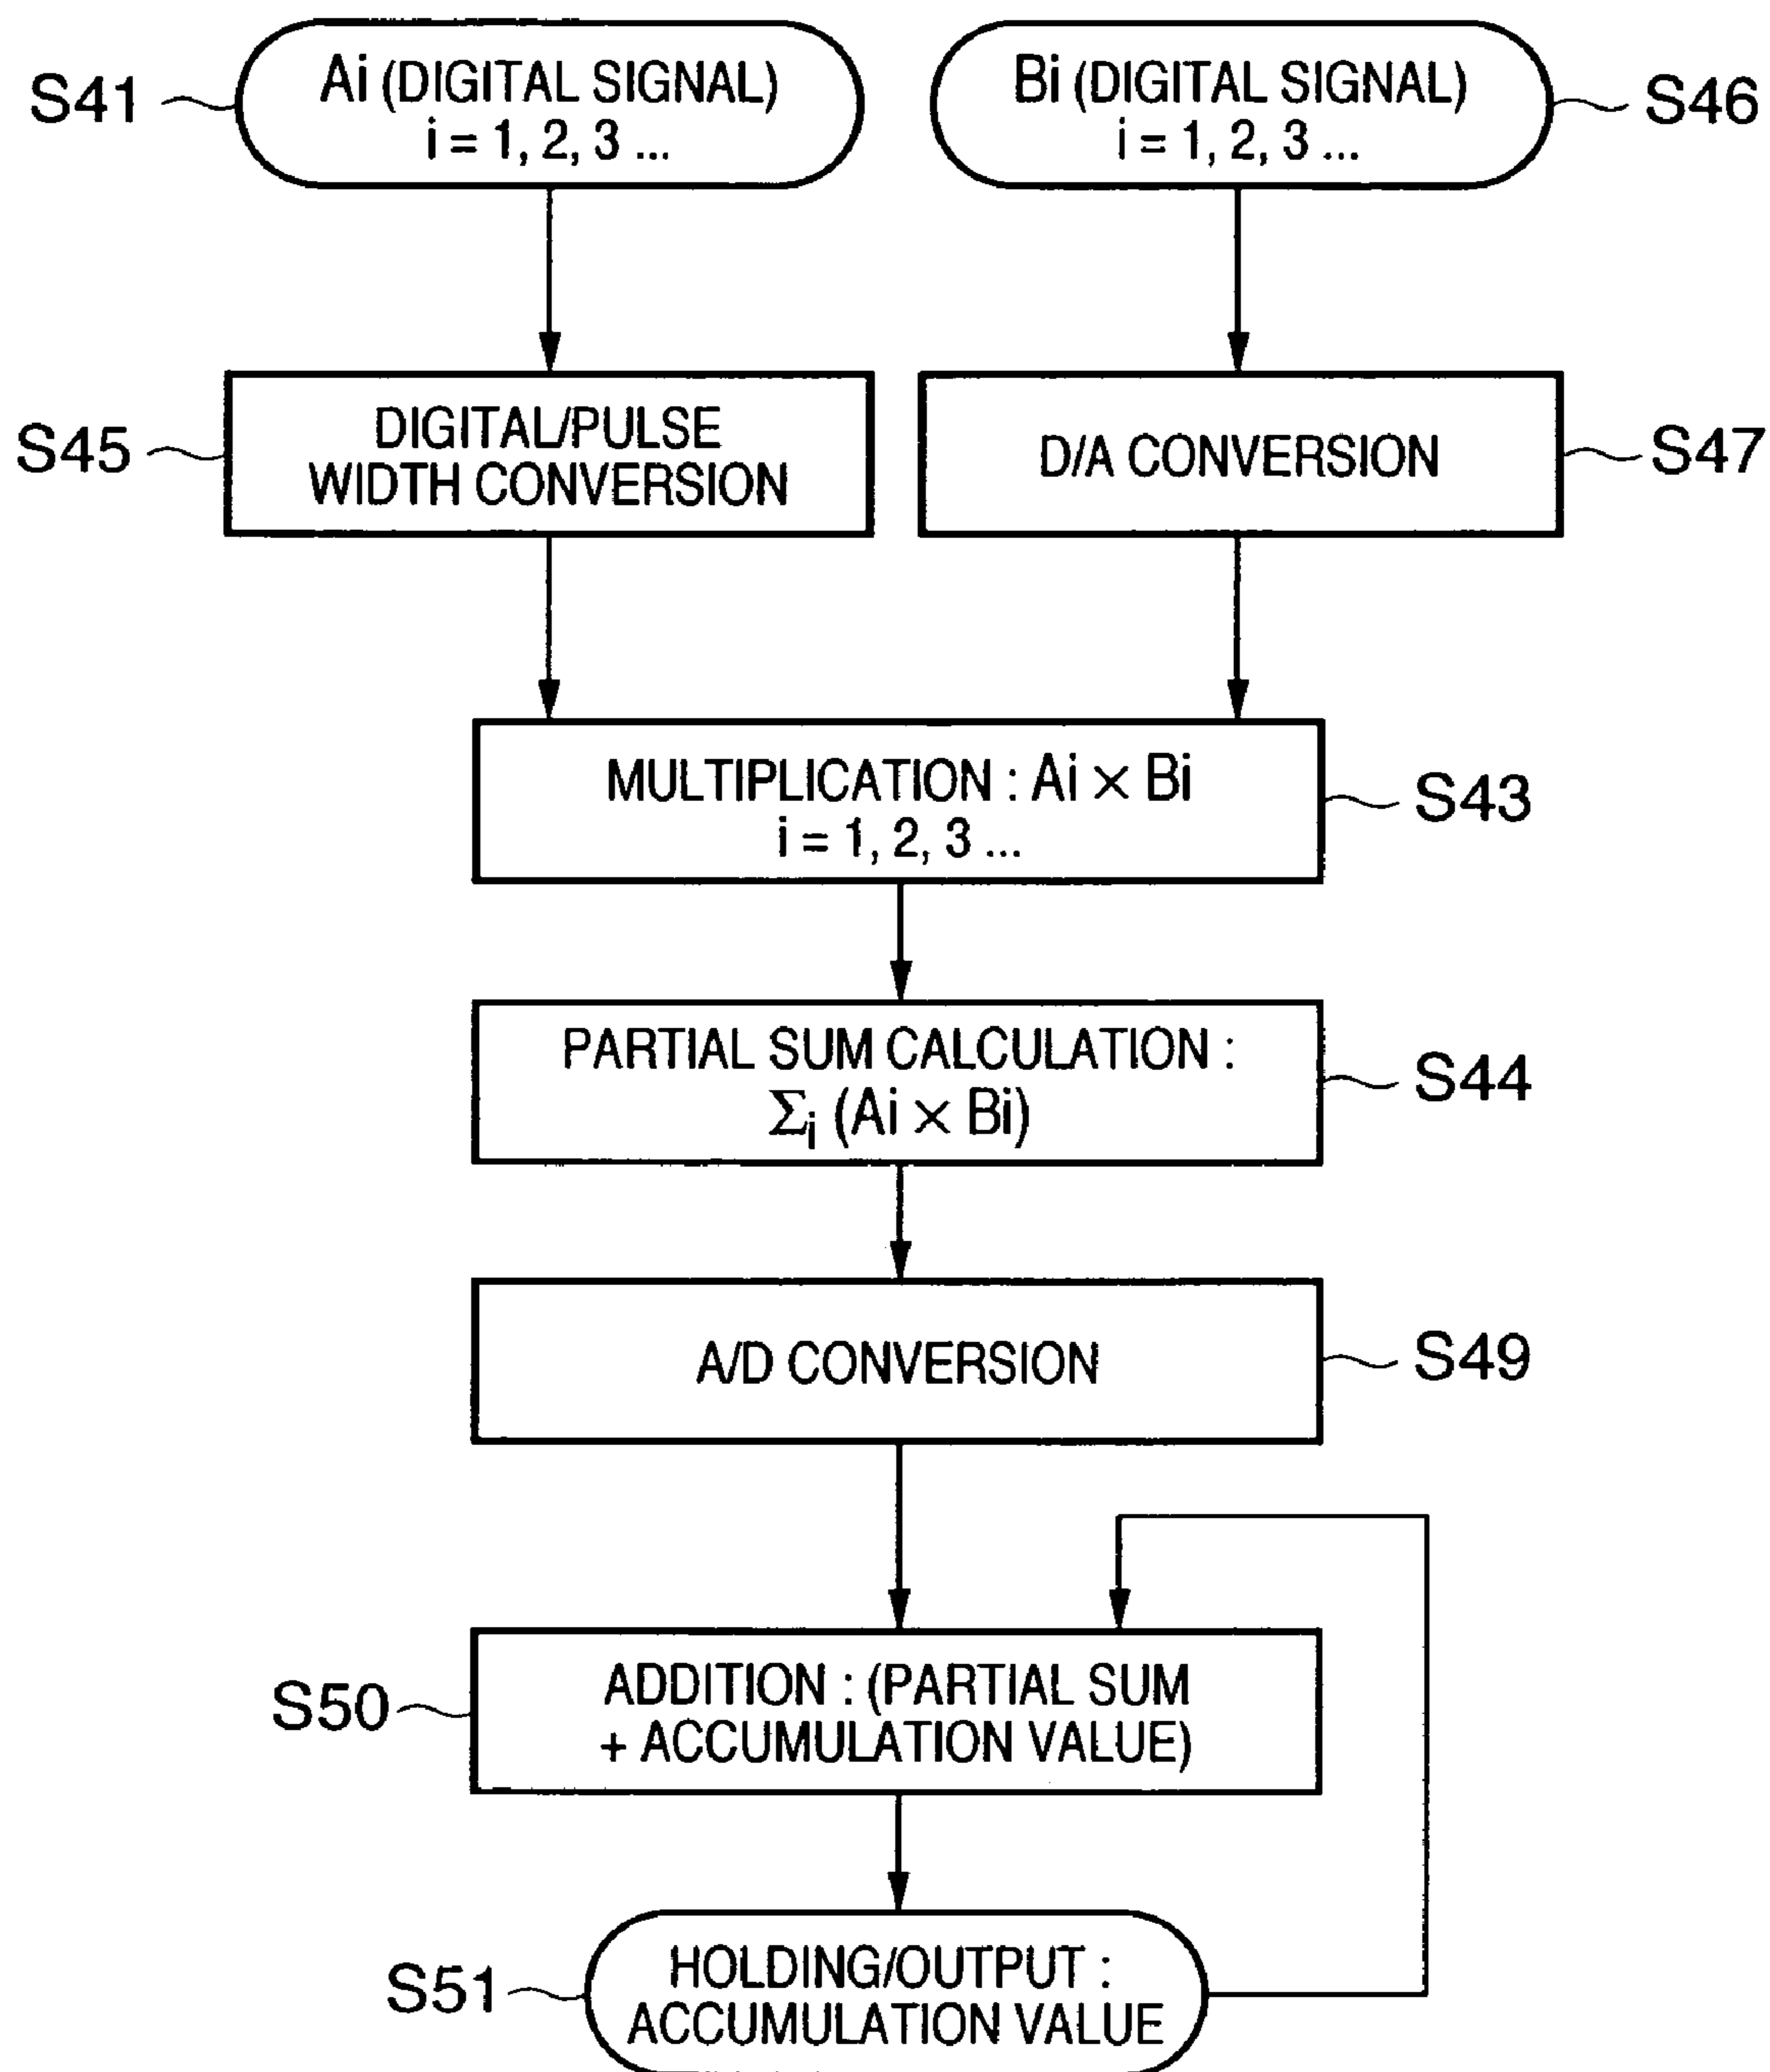 S41
Ai (DIGITAL SIGNAL)
i = 1, 2, 3 ...
Bi (DIGITAL SIGNAL)
i = 1, 2, 3 ...
S46
S45
DIGITAL/PULSE
WIDTH CONVERSION
D/A CONVERSION
S47
MULTIPLICATION : Ai × Bi
i = 1, 2, 3 ...
S43
PARTIAL SUM CALCULATION :
Σi (Ai × Bi)
S44
A/D CONVERSION
S49
S50
ADDITION : (PARTIAL SUM
+ ACCUMULATION VALUE)
S51
HOLDING/OUTPUT :
ACCUMULATION VALUE